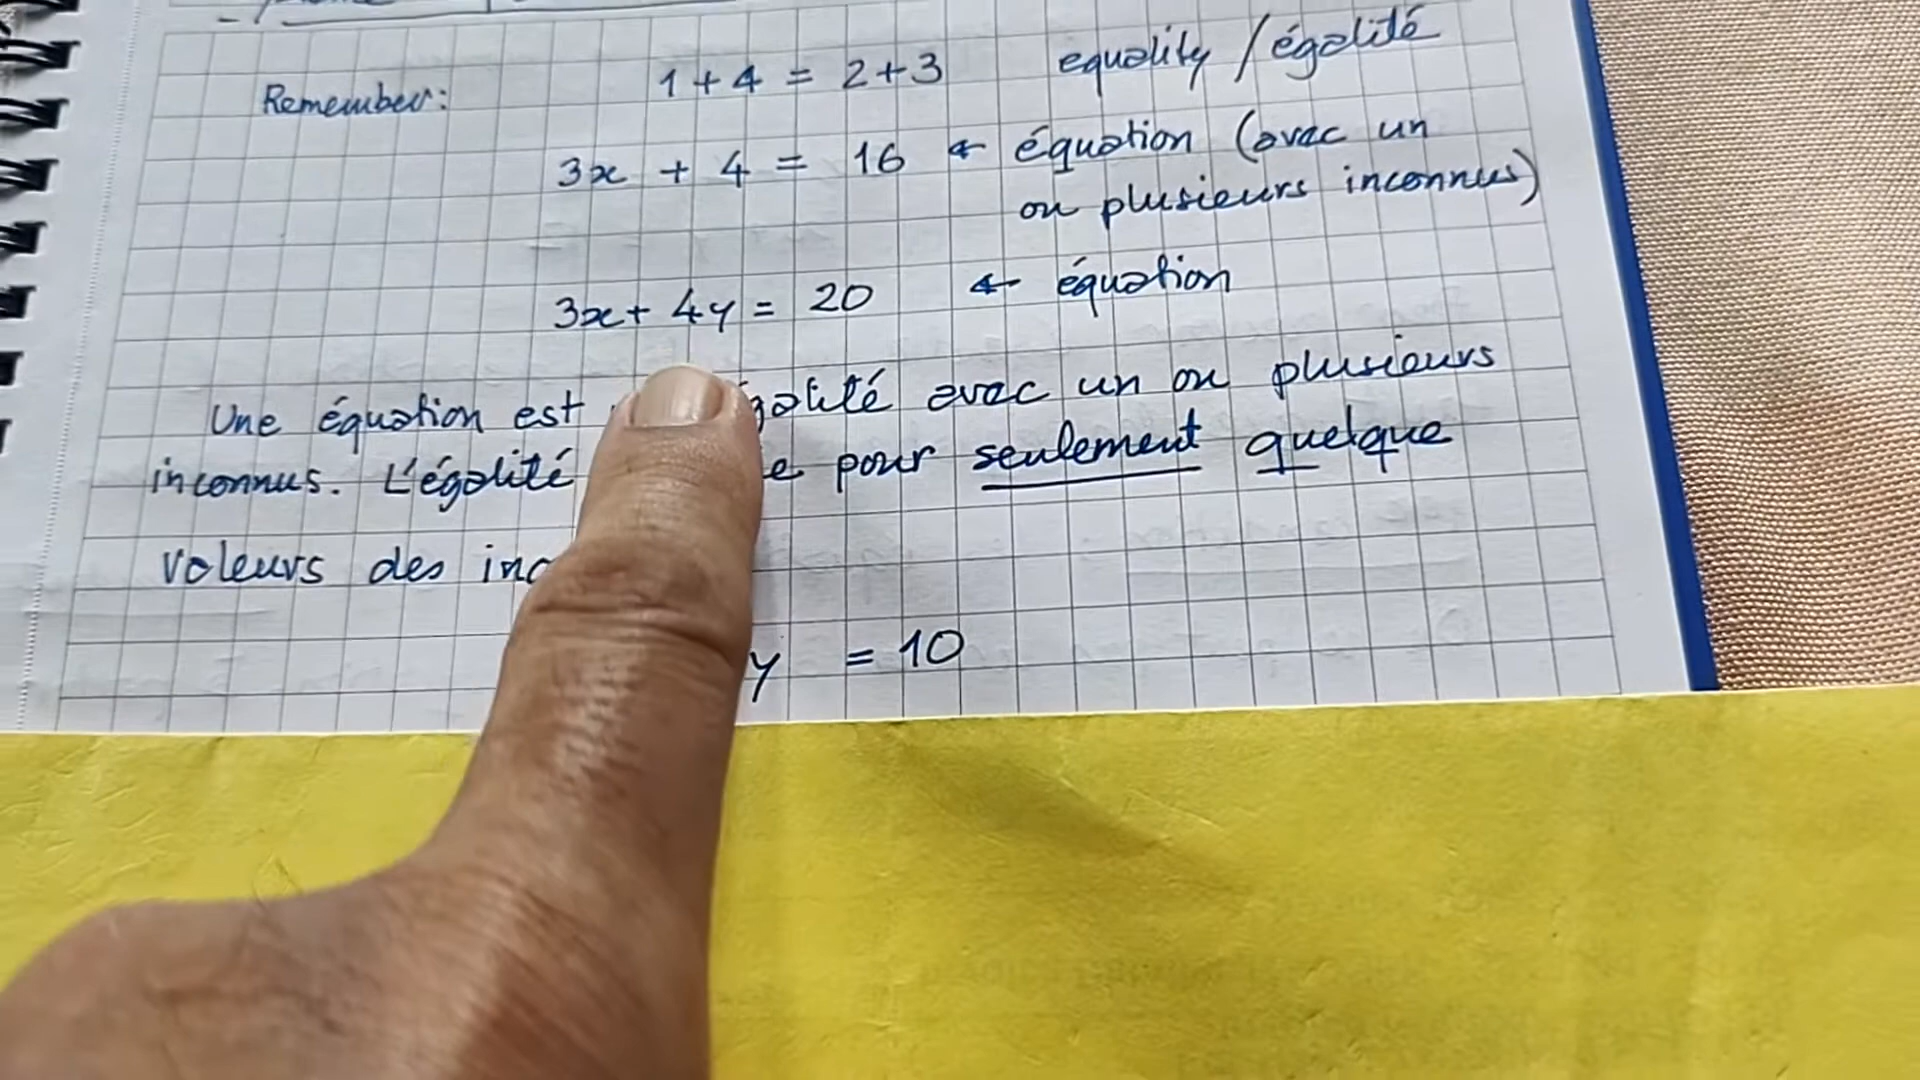 Remember: 1 + 4 = 2 + 3 equality / égalité
3x + 4 = 16 ← équation (avec un
ou plusieurs inconnus)
3x + 4y = 20 ← équation
Une équation est avec un ou plusieurs
inconnus. L'égalité pour seulement quelque
valeurs des
y = 10